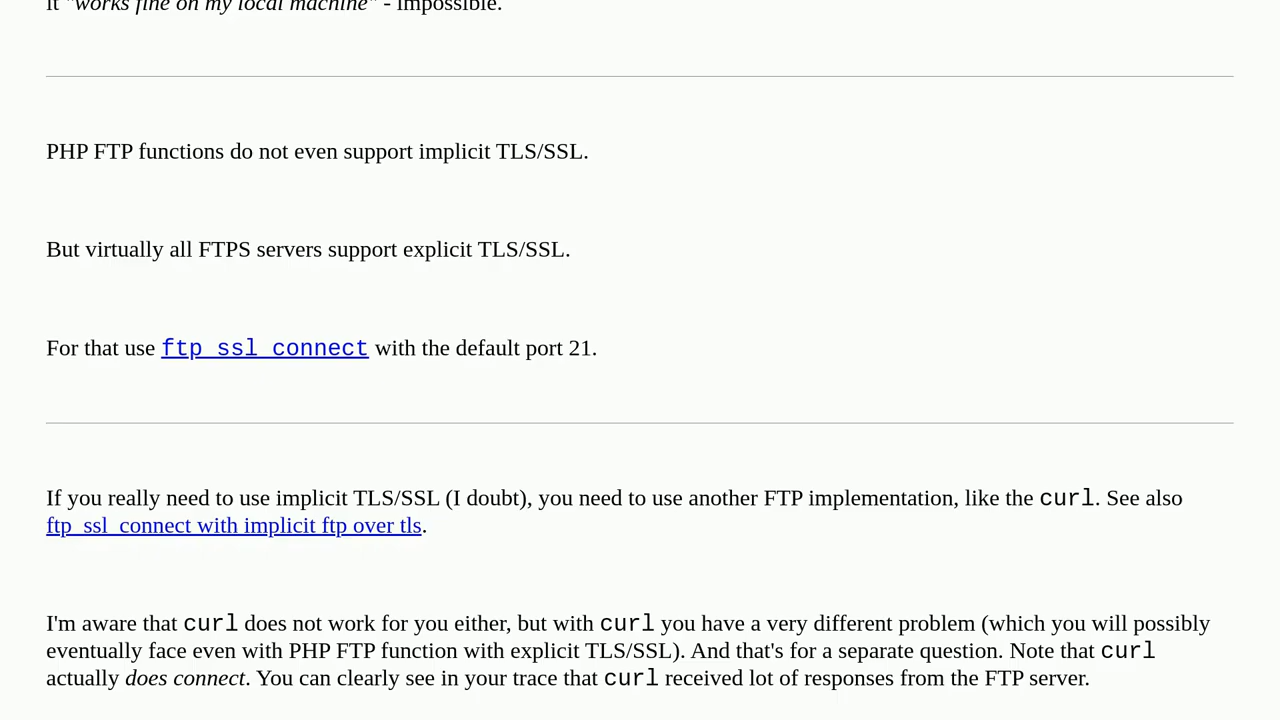 it "works fine on my local machine" - impossible.
PHP FTP functions do not even support implicit TLS/SSL.
But virtually all FTPS servers support explicit TLS/SSL.
For that use ftp_ssl_connect with the default port 21.
If you really need to use implicit TLS/SSL (I doubt), you need to use another FTP implementation, like the curl. See also
ftp_ssl_connect with implicit ftp over tls.
I'm aware that curl does not work for you either, but with curl you have a very different problem (which you will possibly
eventually face even with PHP FTP function with explicit TLS/SSL). And that's for a separate question. Note that curl
actually does connect. You can clearly see in your trace that curl received lot of responses from the FTP server.